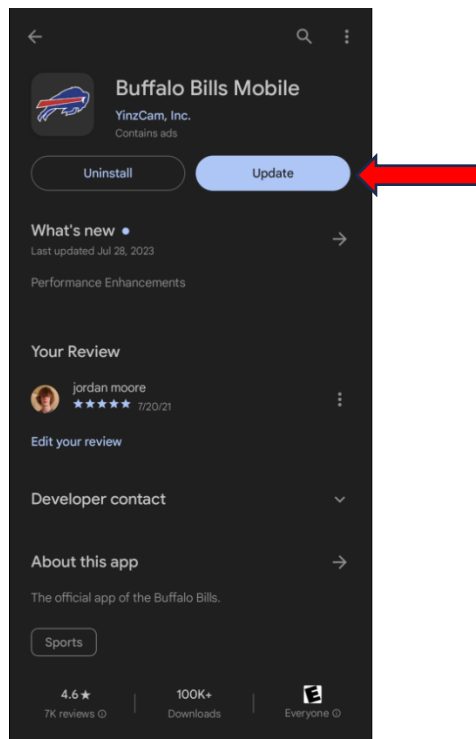 Buffalo Bills Mobile
YinzCam, Inc.
Contains ads
Uninstall
Update
What's new
Last updated Jul 28, 2023
Performance Enhancements
Your Review
jordan moore
★★★★★ 7/20/21
Edit your review
Developer contact
About this app
The official app of the Buffalo Bills.
Sports
4.6★
7K reviews
100K+
Downloads
E
Everyone